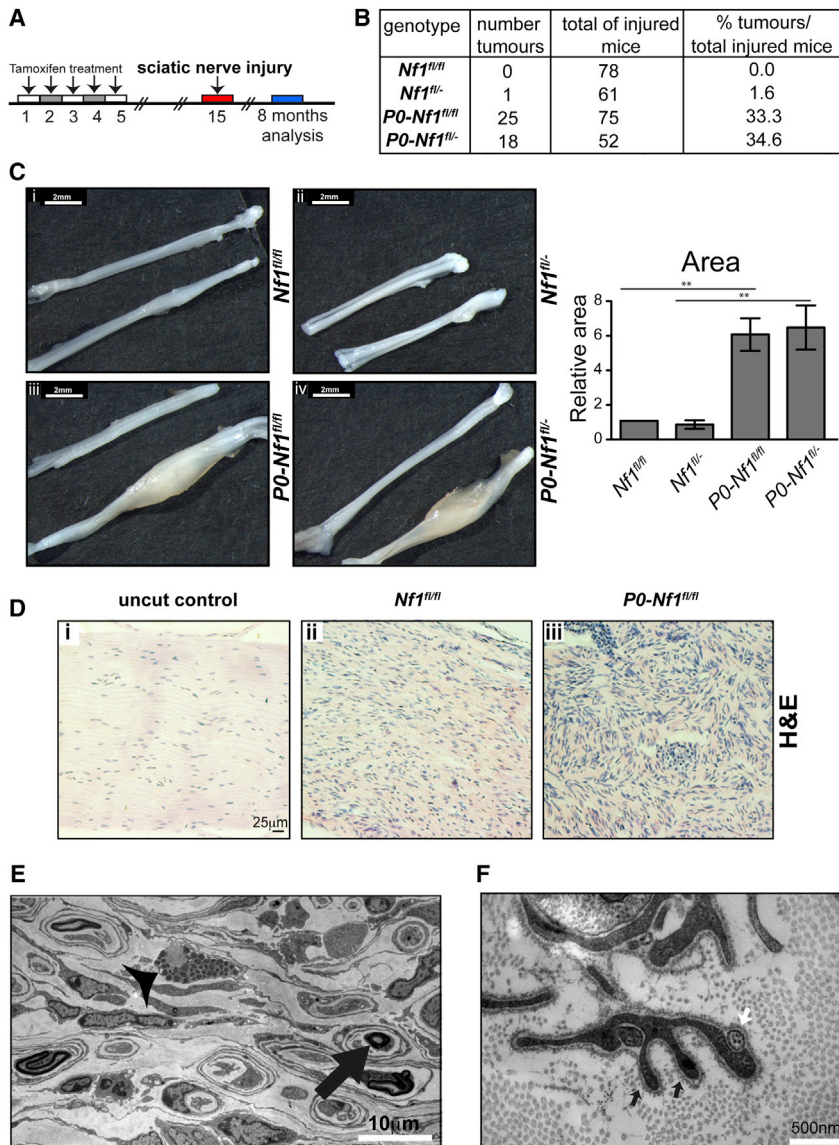 A
Tamoxifen treatment
sciatic nerve injury
1 2 3 4 5 15 8 months
analysis
B
genotype number tumours total of injured mice % tumours/ total injured mice
Nf1fl/fl 0 78 0.0
Nf1fl/- 1 61 1.6
P0-Nf1fl/fl 25 75 33.3
P0-Nf1fl/- 18 52 34.6
C
i
2mm
Nf1fl/fl
ii
2mm
Nf1fl/-
iii
2mm
P0-Nf1fl/fl
iv
2mm
P0-Nf1fl/-
Area
**
**
Relative area
8
6
4
2
0
Nf1fl/fl
Nf1fl/-
P0-Nf1fl/fl
P0-Nf1fl/-
D
uncut control
Nf1fl/fl
P0-Nf1fl/fl
i
25µm
ii
iii
H&E
E
10µm
F
500nm